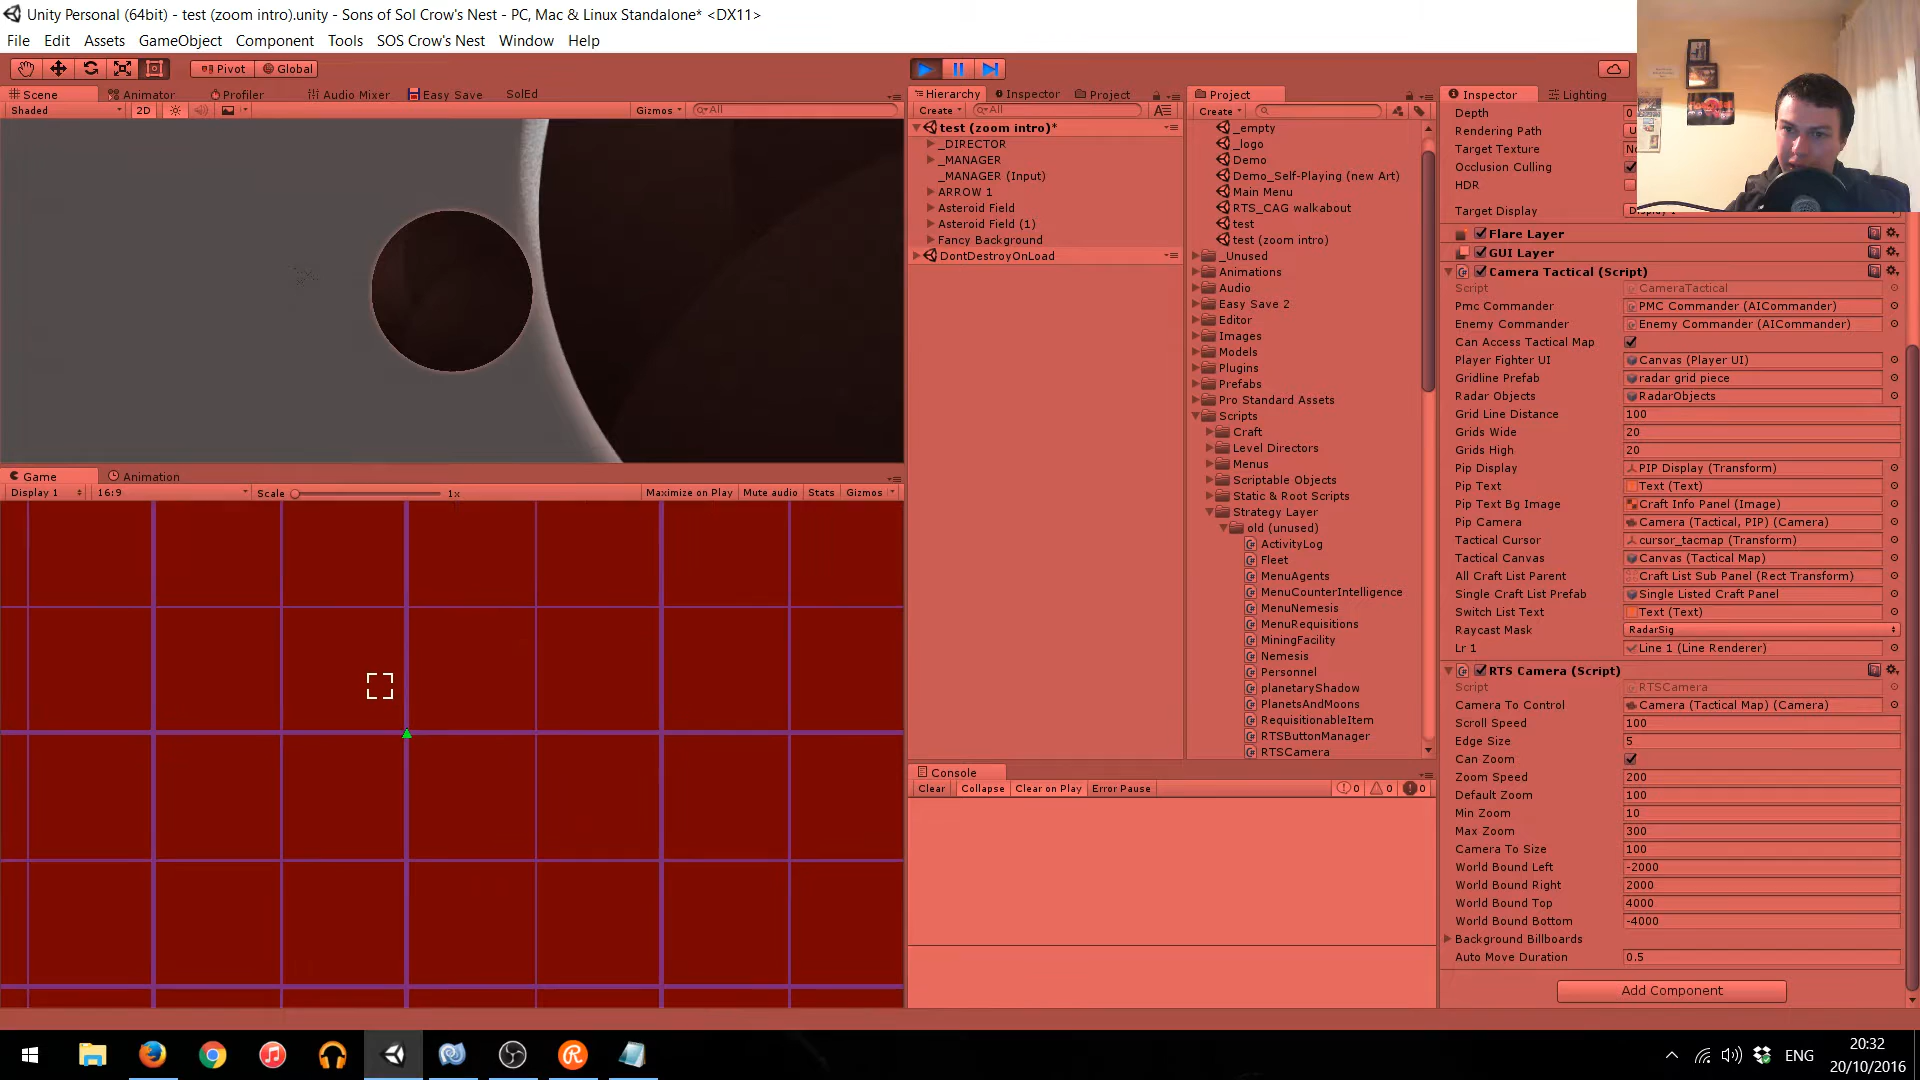 Unity Personal (64bit) - test (zoom intro).unity - Sons of Sol Crow's Nest - PC, Mac & Linux Standalone* <DX11>
File Edit Assets GameObject Component Tools SOS Crow's Nest Window Help
Pivot Global
Scene Animator Profiler Audio Mixer Easy Save SolEd
Shaded 2D Gizmos All
Game Animation
Display 1 16:9 Scale 1x Maximize on Play Mute audio Stats Gizmos
Hierarchy Inspector Project
Create All
test (zoom intro)*
_DIRECTOR
_MANAGER
_MANAGER (Input)
ARROW 1
Asteroid Field
Asteroid Field (1)
Fancy Background
DontDestroyOnLoad
Project
Create
_empty
_logo
Demo
Demo_Self-Playing (new Art)
Main Menu
RTS_CAG walkabout
test
test (zoom intro)
_Unused
Animations
Audio
Easy Save 2
Editor
Images
Models
Plugins
Prefabs
Pro Standard Assets
Scripts
Craft
Level Directors
Menus
Scriptable Objects
Static & Root Scripts
Strategy Layer
old (unused)
ActivityLog
Fleet
MenuAgents
MenuCounterIntelligence
MenuNemesis
MenuRequisitions
MiningFacility
Nemesis
Personnel
planetaryShadow
PlanetsAndMoons
RequisitionableItem
RTSButtonManager
RTSCamera
Console
Clear Collapse Clear on Play Error Pause 0 0 0
Inspector Lighting
Depth 0
Rendering Path
Target Texture
Occlusion Culling
HDR
Target Display
Flare Layer
GUI Layer
Camera Tactical (Script)
Script CameraTactical
Pmc Commander PMC Commander (AICommander)
Enemy Commander Enemy Commander (AICommander)
Can Access Tactical Map
Player Fighter UI Canvas (Player UI)
Gridline Prefab radar grid piece
Radar Objects RadarObjects
Grid Line Distance 100
Grids Wide 20
Grids High 20
Pip Display PIP Display (Transform)
Pip Text Text (Text)
Pip Text Bg Image Craft Info Panel (Image)
Pip Camera Camera (Tactical, PIP) (Camera)
Tactical Cursor cursor_tacmap (Transform)
Tactical Canvas Canvas (Tactical Map)
All Craft List Parent Craft List Sub Panel (Rect Transform)
Single Craft List Prefab Single Listed Craft Panel
Switch List Text Text (Text)
Raycast Mask RadarSig
Lr 1 Line 1 (Line Renderer)
RTS Camera (Script)
Script RTSCamera
Camera To Control Camera (Tactical Map) (Camera)
Scroll Speed 100
Edge Size 5
Can Zoom
Zoom Speed 200
Default Zoom 100
Min Zoom 10
Max Zoom 300
Camera To Size 100
World Bound Left -2000
World Bound Right 2000
World Bound Top 4000
World Bound Bottom -4000
Background Billboards
Auto Move Duration 0.5
Add Component
ENG
20:32
20/10/2016